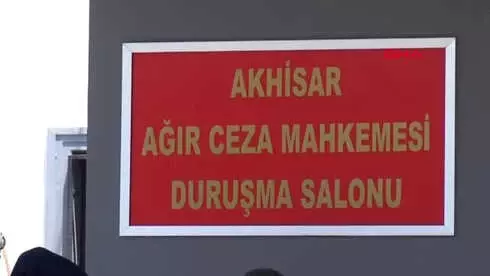 AKHİSAR
AĞIR CEZA MAHKEMESİ
DURUŞMA SALONU